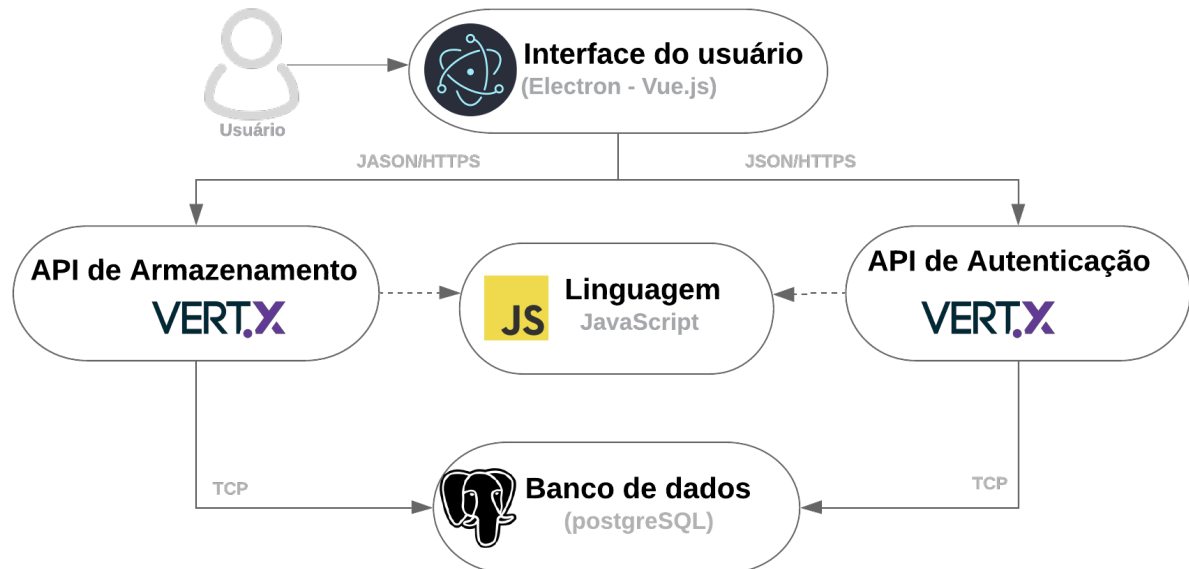 Interface do usuário
(Electron - Vue.js)
Usuário
JASON/HTTPS
JSON/HTTPS
API de Armazenamento
VERT.X
Linguagem
JS
JavaScript
API de Autenticação
VERT.X
TCP
Banco de dados
(postgreSQL)
TCP